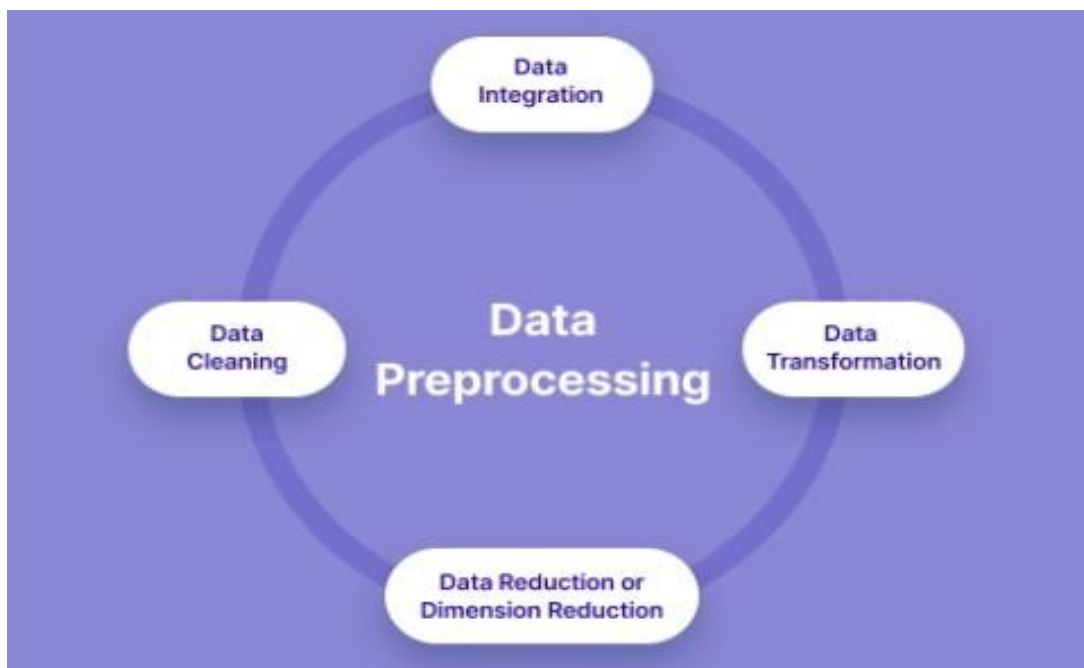 Data
Integration
Data
Cleaning
Data
Preprocessing
Data
Transformation
Data Reduction or
Dimension Reduction